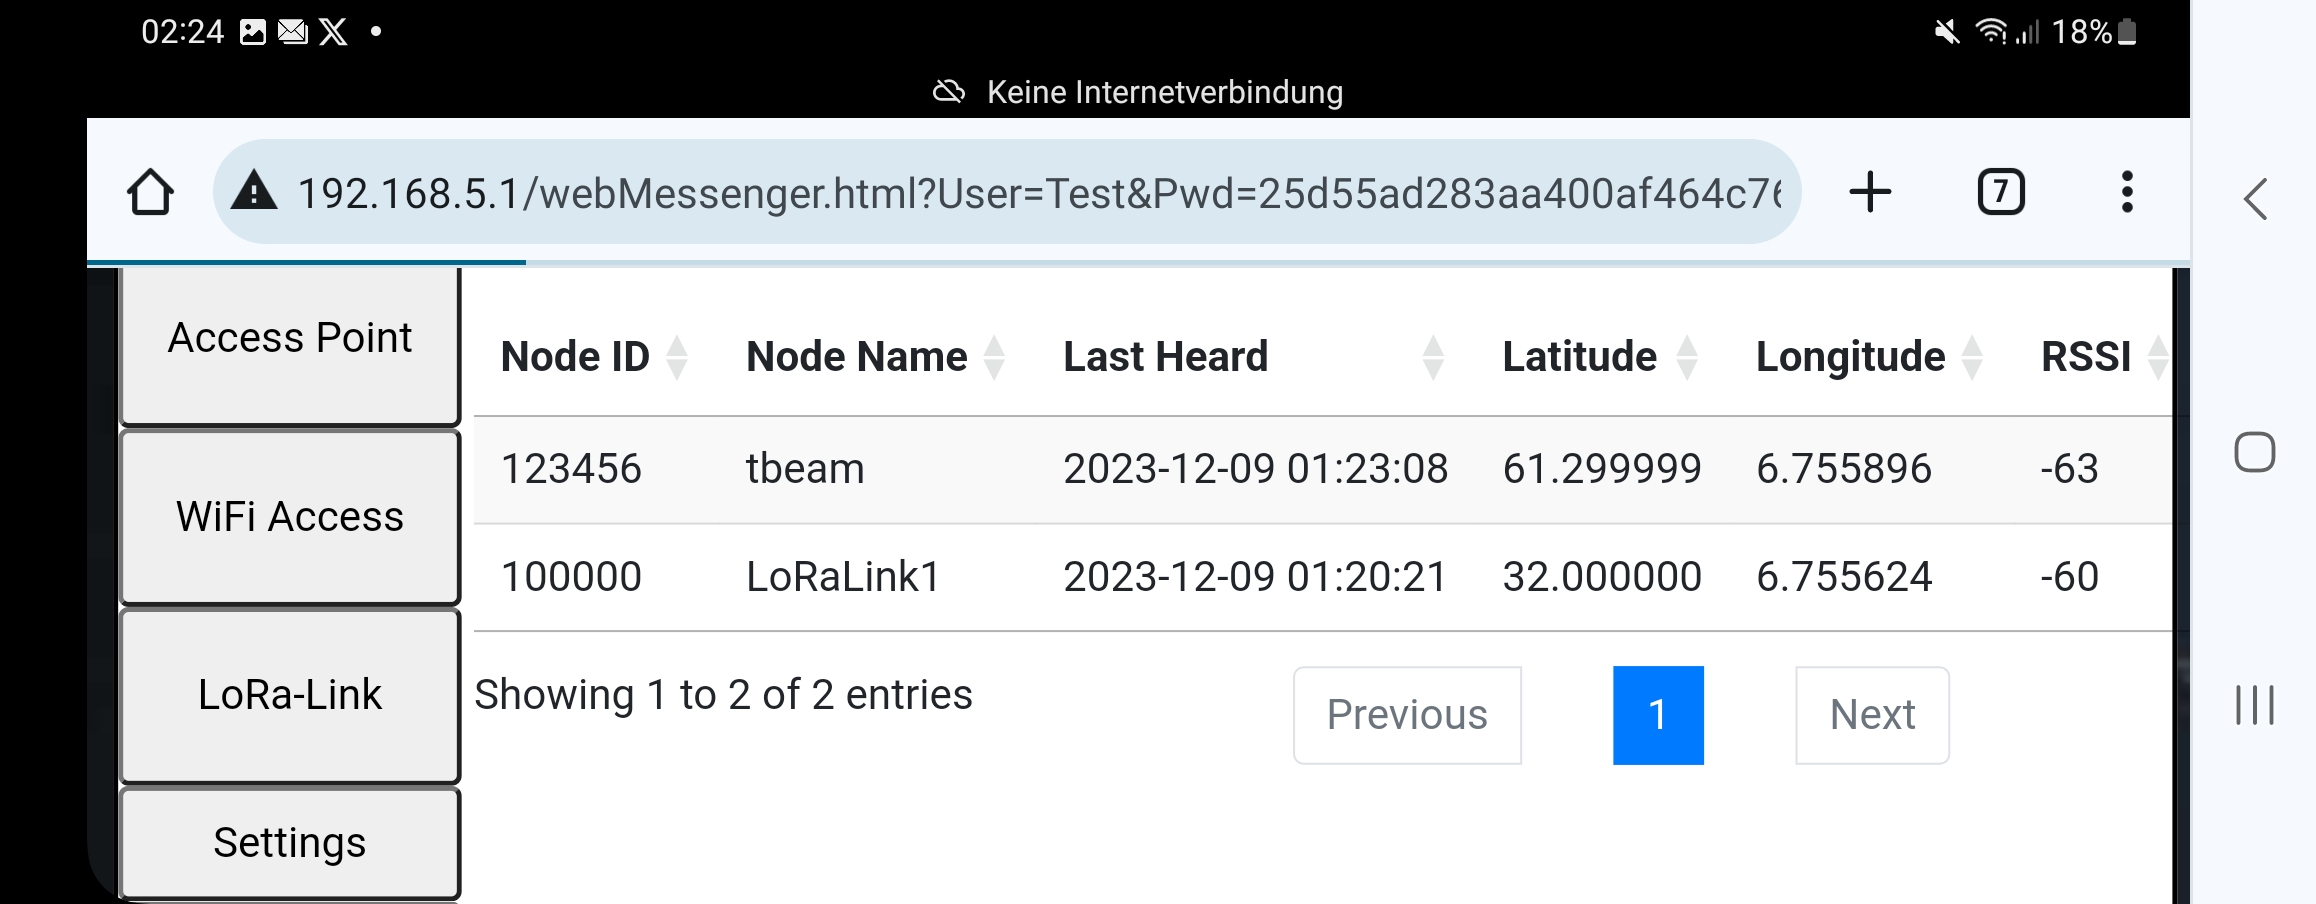 02:24 18%
Keine Internetverbindung
192.168.5.1/webMessenger.html?User=Test&Pwd=25d55ad283aa400af464c76
7
Access Point
WiFi Access
LoRa-Link
Settings
Node ID Node Name Last Heard Latitude Longitude RSSI
123456 tbeam 2023-12-09 01:23:08 61.299999 6.755896 -63
100000 LoRaLink1 2023-12-09 01:20:21 32.000000 6.755624 -60
Showing 1 to 2 of 2 entries
Previous 1 Next